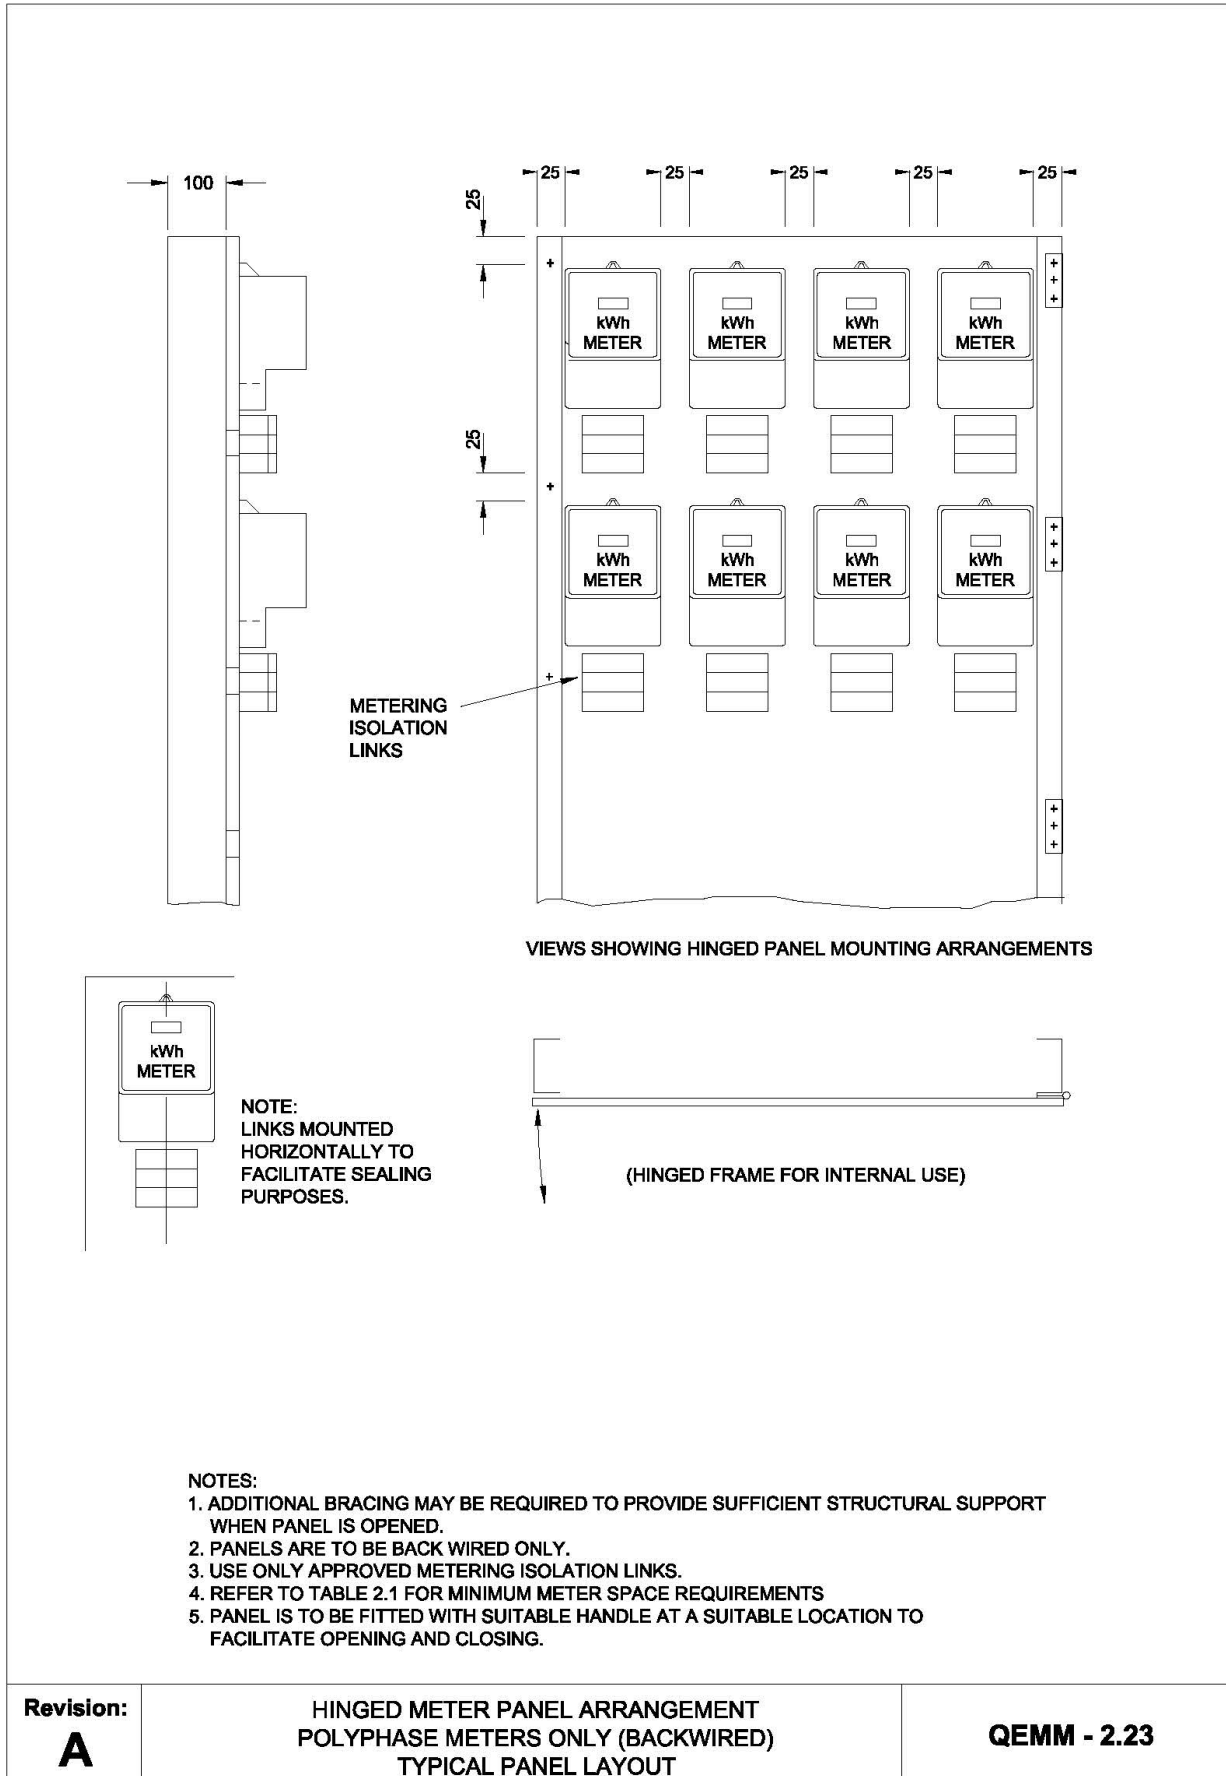 100
25
25
25
25
25
25
kWh
METER
kWh
METER
kWh
METER
kWh
METER
25
kWh
METER
kWh
METER
kWh
METER
kWh
METER
METERING
ISOLATION
LINKS
VIEWS SHOWING HINGED PANEL MOUNTING ARRANGEMENTS
kWh
METER
NOTE:
LINKS MOUNTED
HORIZONTALLY TO
FACILITATE SEALING
PURPOSES.
(HINGED FRAME FOR INTERNAL USE)
NOTES:
1. ADDITIONAL BRACING MAY BE REQUIRED TO PROVIDE SUFFICIENT STRUCTURAL SUPPORT
WHEN PANEL IS OPENED.
2. PANELS ARE TO BE BACK WIRED ONLY.
3. USE ONLY APPROVED METERING ISOLATION LINKS.
4. REFER TO TABLE 2.1 FOR MINIMUM METER SPACE REQUIREMENTS
5. PANEL IS TO BE FITTED WITH SUITABLE HANDLE AT A SUITABLE LOCATION TO
FACILITATE OPENING AND CLOSING.
Revision:
A
HINGED METER PANEL ARRANGEMENT
POLYPHASE METERS ONLY (BACKWIRED)
TYPICAL PANEL LAYOUT
QEMM - 2.23